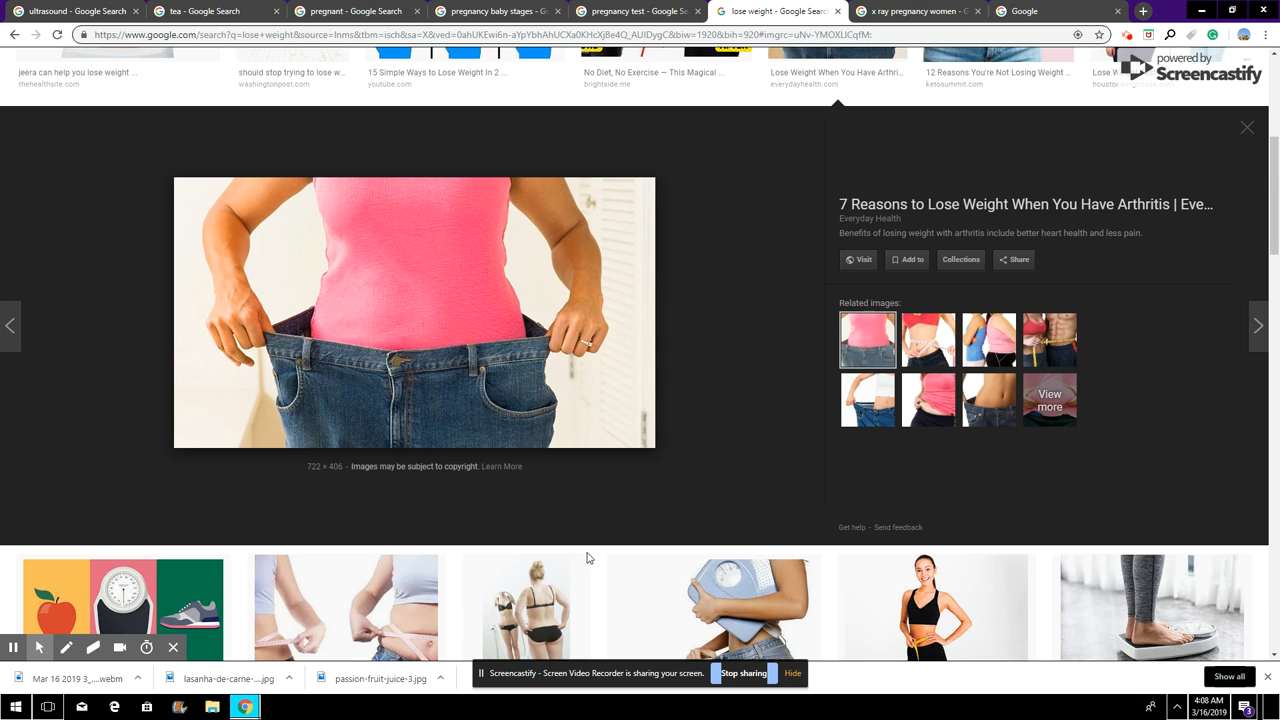 ultrasound - Google Search
tea - Google Search
pregnant - Google Search
pregnancy baby stages - G
pregnancy test - Google Se
lose weight - Google Searc
x ray pregnancy women - G
Google
https://www.google.com/search?q=lose+weight&source=lnms&tbm=isch&sa=X&ved=0ahUKEwi6n-aYpYbhAhUCXa0KHcXjBe4Q_AUIDygC&biw=1920&bih=920#imgrc=uNv-YMOXLlCqfM:
powered by
Screencastify
jeera can help you lose weight ...
should stop trying to lose w...
15 Simple Ways to Lose Weight In 2 ...
No Diet, No Exercise — This Magical ...
Lose Weight When You Have Arthri...
12 Reasons You're Not Losing Weight ...
Lose W
thehealthsite.com
washingtonpost.com
youtube.com
brightside.me
everydayhealth.com
ketosummit.com
7 Reasons to Lose Weight When You Have Arthritis | Eve...
Everyday Health
Benefits of losing weight with arthritis include better heart health and less pain.
Visit
Add to
Collections
Share
Related images:
View
more
722 × 406 - Images may be subject to copyright. Learn More
Get help - Send feedback
Mar 16 2019 3_....webm
lasanha-de-carne-....jpg
passion-fruit-juice-3.jpg
Screencastify - Screen Video Recorder is sharing your screen.
Stop sharing
Hide
Show all
4:08 AM
3/16/2019
3